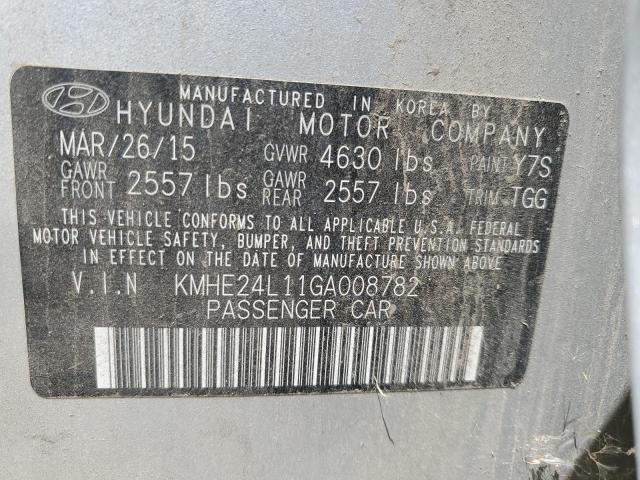 MANUFACTURED IN KOREA BY
HYUNDAI MOTOR COMPANY
MAR/26/15 GVWR 4630 lbs PAINT Y7S
GAWR FRONT 2557 lbs GAWR REAR 2557 lbs TRIM TGG
THIS VEHICLE CONFORMS TO ALL APPLICABLE U.S.A. FEDERAL
MOTOR VEHICLE SAFETY, BUMPER, AND THEFT PREVENTION STANDARDS
IN EFFECT ON THE DATE OF MANUFACTURE SHOWN ABOVE.
V.I.N KMHE24L11GA008782
PASSENGER CAR